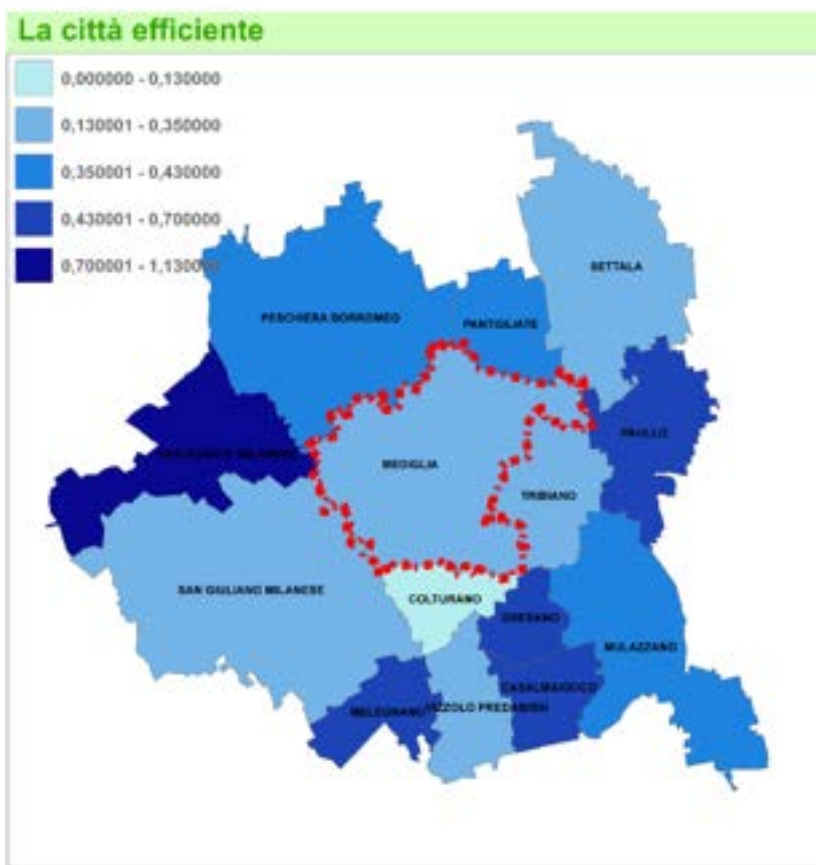 La città efficiente
0,000000 - 0,130000
0,130001 - 0,350000
0,350001 - 0,430000
0,430001 - 0,700000
0,700001 - 1,130000
SETTALA
PESCHIERA BORROMEO
PANTIGLIATE
PAULLO
MEDIGLIA
TRIBIANO
SAN GIULIANO MILANESE
COLTURANO
DRESANO
MULAZZANO
CASALMAIOCCO
MELEGNANO
VIZZOLO PREDABISSI